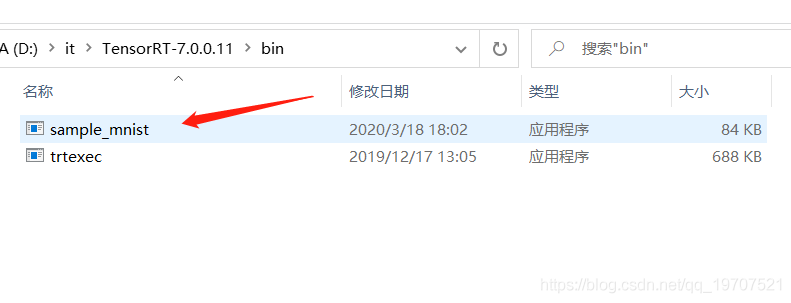 A (D:) > it > TensorRT-7.0.0.11 > bin
搜索"bin"
名称 修改日期 类型 大小
sample_mnist 2020/3/18 18:02 应用程序 84 KB
trtexec 2019/12/17 13:05 应用程序 688 KB
https://blog.csdn.net/qq_19707521